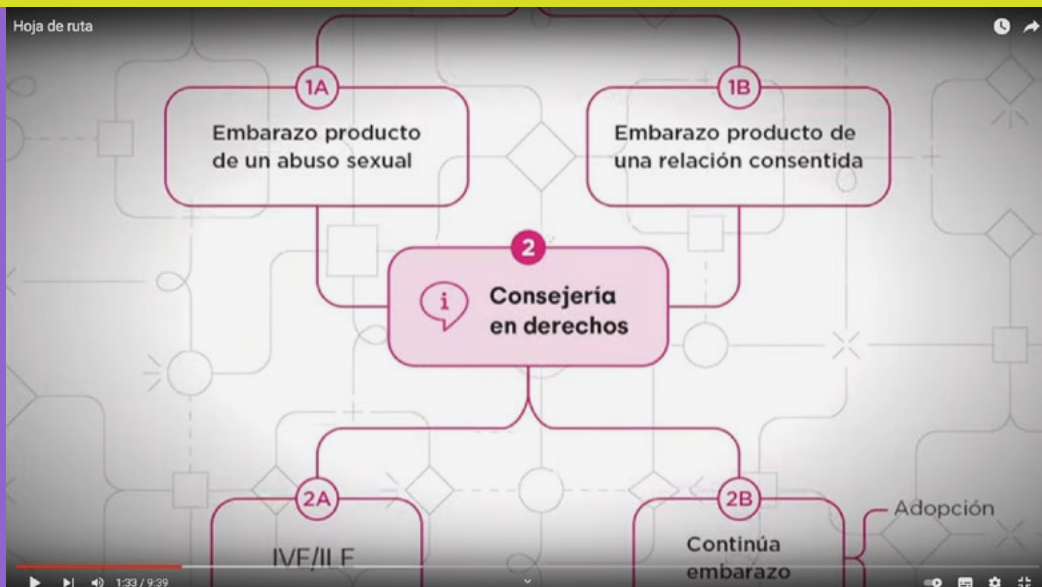 Hoja de ruta
1A
1B
Embarazo producto
de un abuso sexual
Embarazo producto de
una relación consentida
2
i
Consejería
en derechos
2A
2B
Adopción
IVE/ILE
Continúa
embarazo
1:33 / 9:39